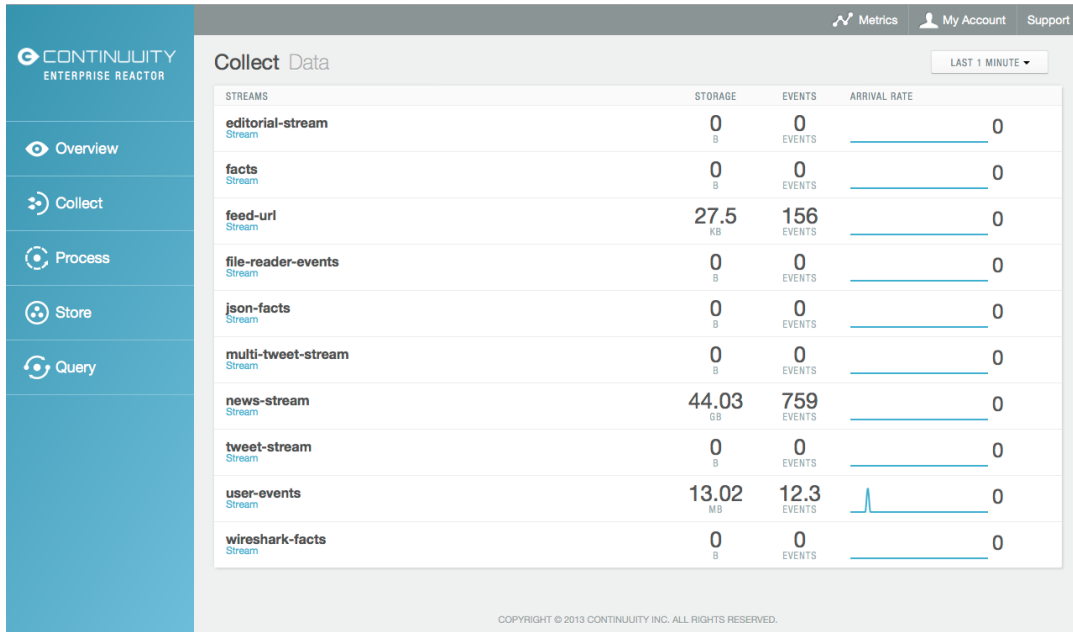 Metrics My Account Support
CONTINUUITY
ENTERPRISE REACTOR
Overview
Collect
Process
Store
Query
Collect Data
LAST 1 MINUTE
STREAMS STORAGE EVENTS ARRIVAL RATE
editorial-stream 0 0 0
Stream B EVENTS
facts 0 0 0
Stream B EVENTS
feed-url 27.5 156 0
Stream KB EVENTS
file-reader-events 0 0 0
Stream B EVENTS
json-facts 0 0 0
Stream B EVENTS
multi-tweet-stream 0 0 0
Stream B EVENTS
news-stream 44.03 759 0
Stream GB EVENTS
tweet-stream 0 0 0
Stream B EVENTS
user-events 13.02 12.3 0
Stream MB EVENTS
wireshark-facts 0 0 0
Stream B EVENTS
COPYRIGHT © 2013 CONTINUUITY INC. ALL RIGHTS RESERVED.